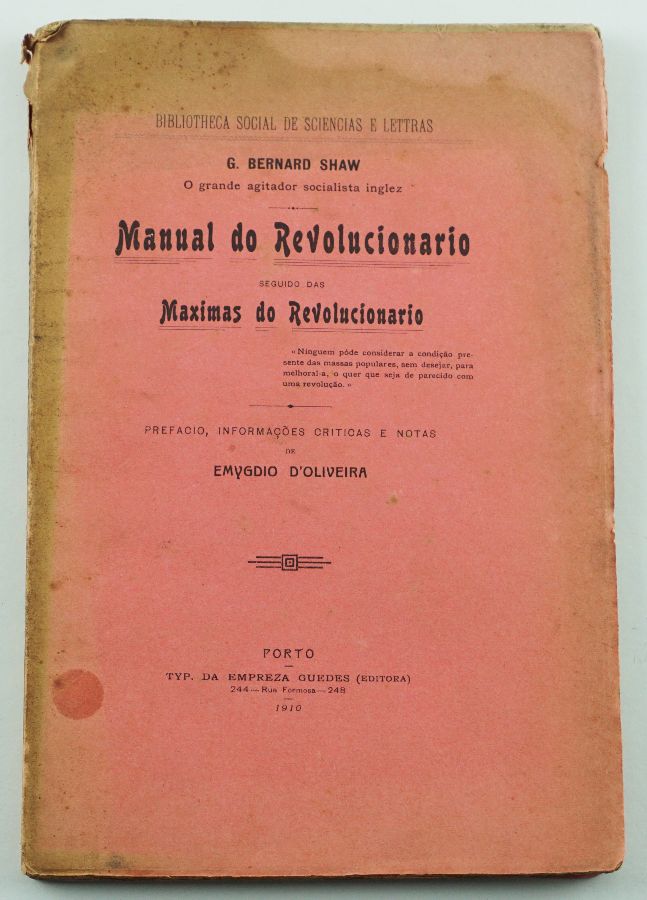 BIBLIOTHECA SOCIAL DE SCIENCIAS E LETTRAS
G. BERNARD SHAW
O grande agitador socialista inglez
Manual do Revolucionario
SEGUIDO DAS
Maximas do Revolucionario
«Ninguem póde considerar a condição pre-
sente das massas populares, sem desejar, para
melhoral-a, o quer que seja de parecido com
uma revolução.»
PREFACIO, INFORMAÇÕES CRITICAS E NOTAS
DE
EMYGDIO D'OLIVEIRA
PORTO
TYP. DA EMPREZA GUEDES (EDITORA)
244—Rua Formosa—248
1910